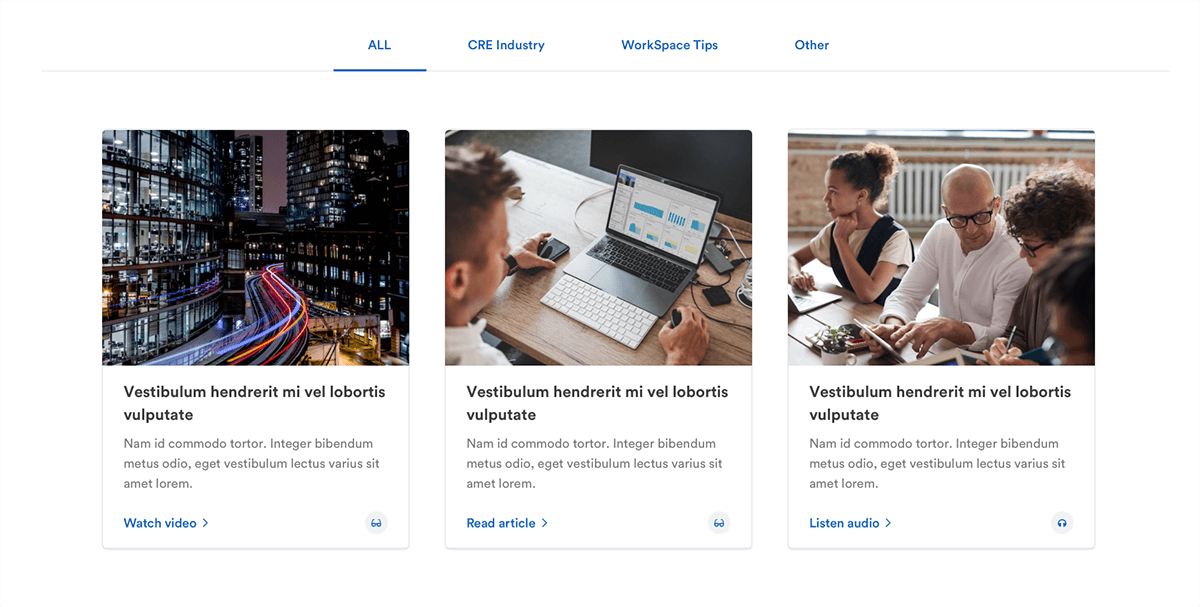 ALL
CRE Industry
WorkSpace Tips
Other
Vestibulum hendrerit mi vel lobortis
vulputate
Nam id commodo tortor. Integer bibendum
metus odio, eget vestibulum lectus varius sit
amet lorem.
Watch video
Vestibulum hendrerit mi vel lobortis
vulputate
Nam id commodo tortor. Integer bibendum
metus odio, eget vestibulum lectus varius sit
amet lorem.
Read article
Vestibulum hendrerit mi vel lobortis
vulputate
Nam id commodo tortor. Integer bibendum
metus odio, eget vestibulum lectus varius sit
amet lorem.
Listen audio